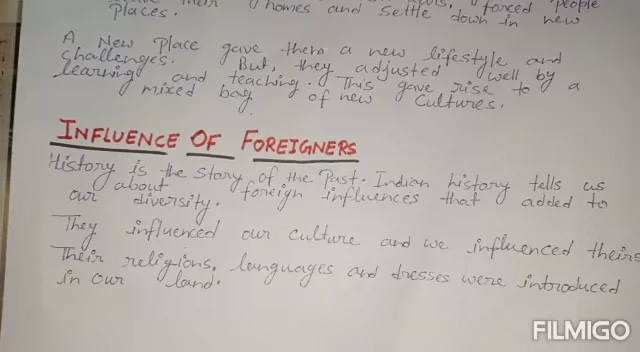 their homes and settle down in new
forced people
places.
A New Place gave them a new lifestyle and
challenges. But, they adjusted well by a
learning and teaching. This gave rise to a
mixed bag of new cultures.
INFLUENCE OF FOREIGNERS
History is the story of the Past. Indian history tells us
about foreign influences that added to
our diversity.
They influenced our culture and we influenced theirs
Their religions, languages and dresses were introduced
in our land.
FILMIGO